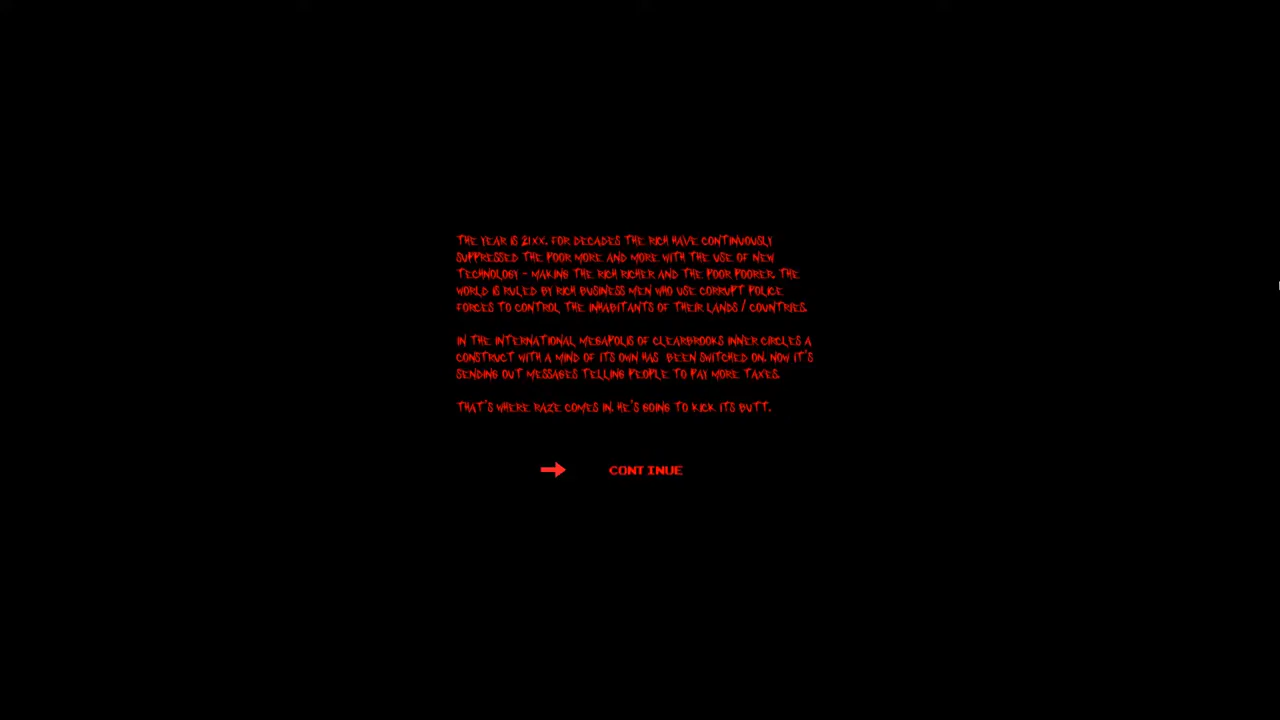 THE YEAR IS 21XX. FOR DECADES THE RICH HAVE CONTINUOUSLY
SUPPRESSED THE POOR MORE AND MORE WITH THE USE OF NEW
TECHNOLOGY - MAKING THE RICH RICHER AND THE POOR POORER. THE
WORLD IS RULED BY RICH BUSINESS MEN WHO USE CORRUPT POLICE
FORCES TO CONTROL THE INHABITANTS OF THEIR LANDS / COUNTRIES.
IN THE INTERNATIONAL MEGAPOLIS OF CLEARBROOKS INNER CIRCLES A
CONSTRUCT WITH A MIND OF ITS OWN HAS BEEN SWITCHED ON. NOW IT'S
SENDING OUT MESSAGES TELLING PEOPLE TO PAY MORE TAXES.
THAT'S WHERE RAZE COMES IN. HE'S GOING TO KICK ITS BUTT.
CONTINUE